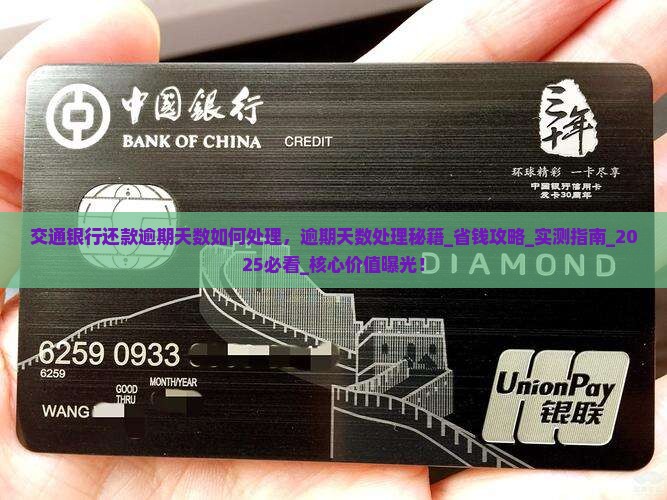 中国銀行
BANK OF CHINA
CREDIT
三十年
环球精彩 一卡尽享
中国银行信用卡
发卡30周年
交通银行还款逾期天数如何处理，逾期天数处理秘籍_省钱攻略_实测指南_20
25必看_核心价值曝光！
DIAMOND
6259 0933
6259
GOOD
THRU
MONTH/YEAR
WANG
UnionPay
银联